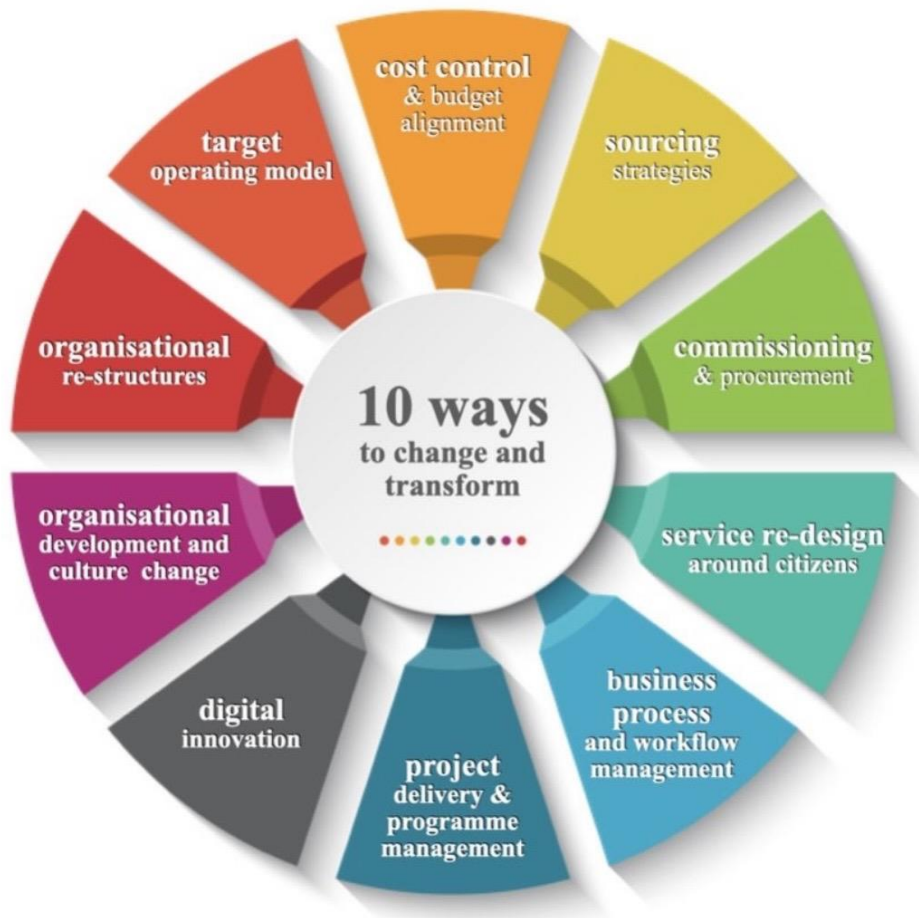 10 ways
to change and
transform
cost control
& budget
alignment
sourcing
strategies
commissioning
& procurement
service re-design
around citizens
business
process
and workflow
management
project
delivery &
programme
management
digital
innovation
organisational
development and
culture change
organisational
re-structures
target
operating model